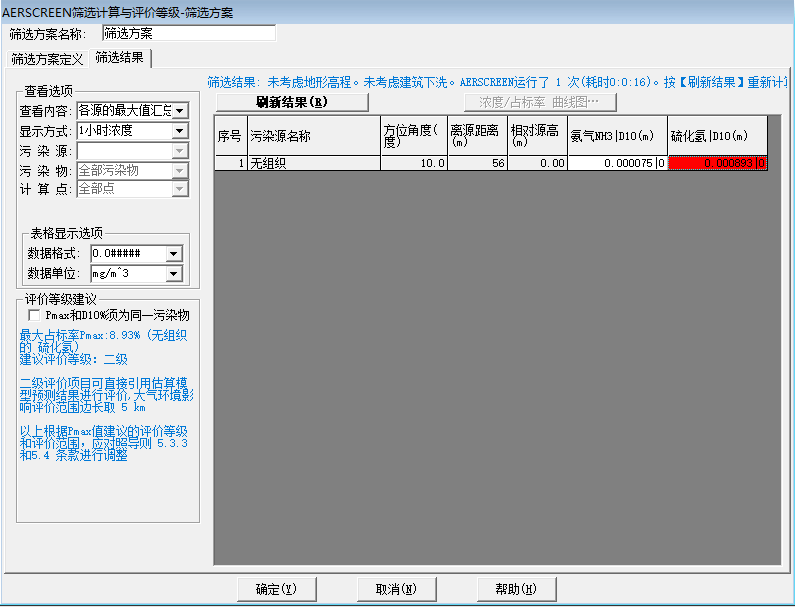 AERSCREEN筛选计算与评价等级-筛选方案
筛选方案名称: 筛选方案
筛选方案定义 筛选结果
查看选项
查看内容: 各源的最大值汇总
显示方式: 1小时浓度
污 染 源:
污 染 物: 全部污染物
计 算 点: 全部点
表格显示选项
数据格式: 0.0#####
数据单位: mg/m^3
评价等级建议
Pmax和D10%须为同一污染物
最大占标率Pmax:8.93% (无组织
的 硫化氢)
建议评价等级: 二级
二级评价项目可直接引用估算模
型预测结果进行评价,大气环境影
响评价范围边长取 5 km
以上根据Pmax值建议的评价等级
和评价范围, 应对照导则 5.3.3
和5.4 条款进行调整
筛选结果: 未考虑地形高程。未考虑建筑下洗。AERSCREEN运行了 1 次(耗时0:0:16)。按【刷新结果】重新计
刷新结果(R) 浓度/占标率 曲线图…
序号 污染源名称 方位角度(度) 离源距离(m) 相对源高(m) 氨气NH3|D10(m) 硫化氢|D10(m)
1 无组织 10.0 56 0.00 0.000075|0 0.000893|0
确定(Y) 取消(N) 帮助(H)